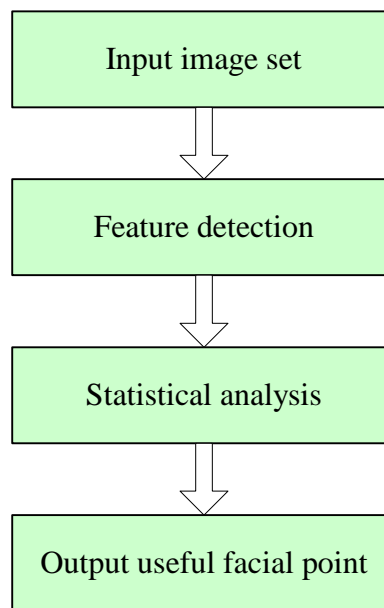 Input image set
Feature detection
Statistical analysis
Output useful facial point